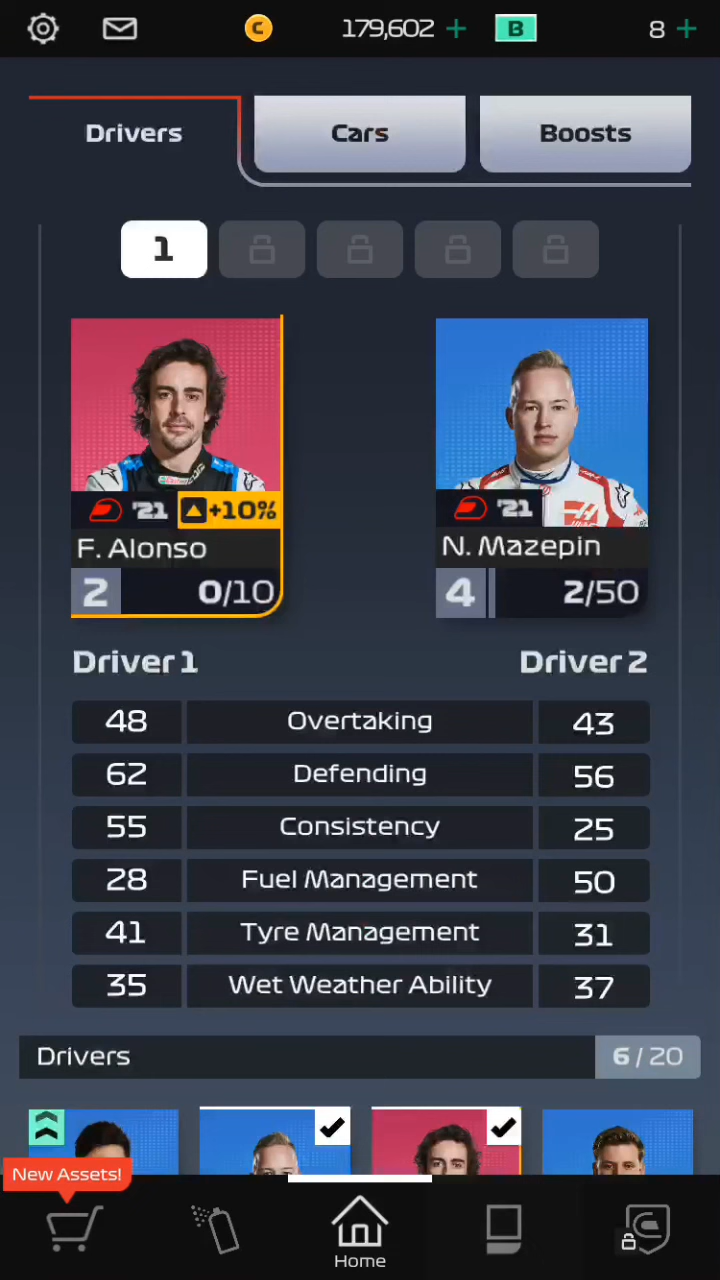 C 179,602 + B 8 +
Drivers Cars Boosts
1
'21 +10% '21
HAAS
F. Alonso N. Mazepin
2 0/10 4 2/50
Driver 1 Driver 2
48 Overtaking 43
62 Defending 56
55 Consistency 25
28 Fuel Management 50
41 Tyre Management 31
35 Wet Weather Ability 37
Drivers 6 / 20
New Assets!
Home